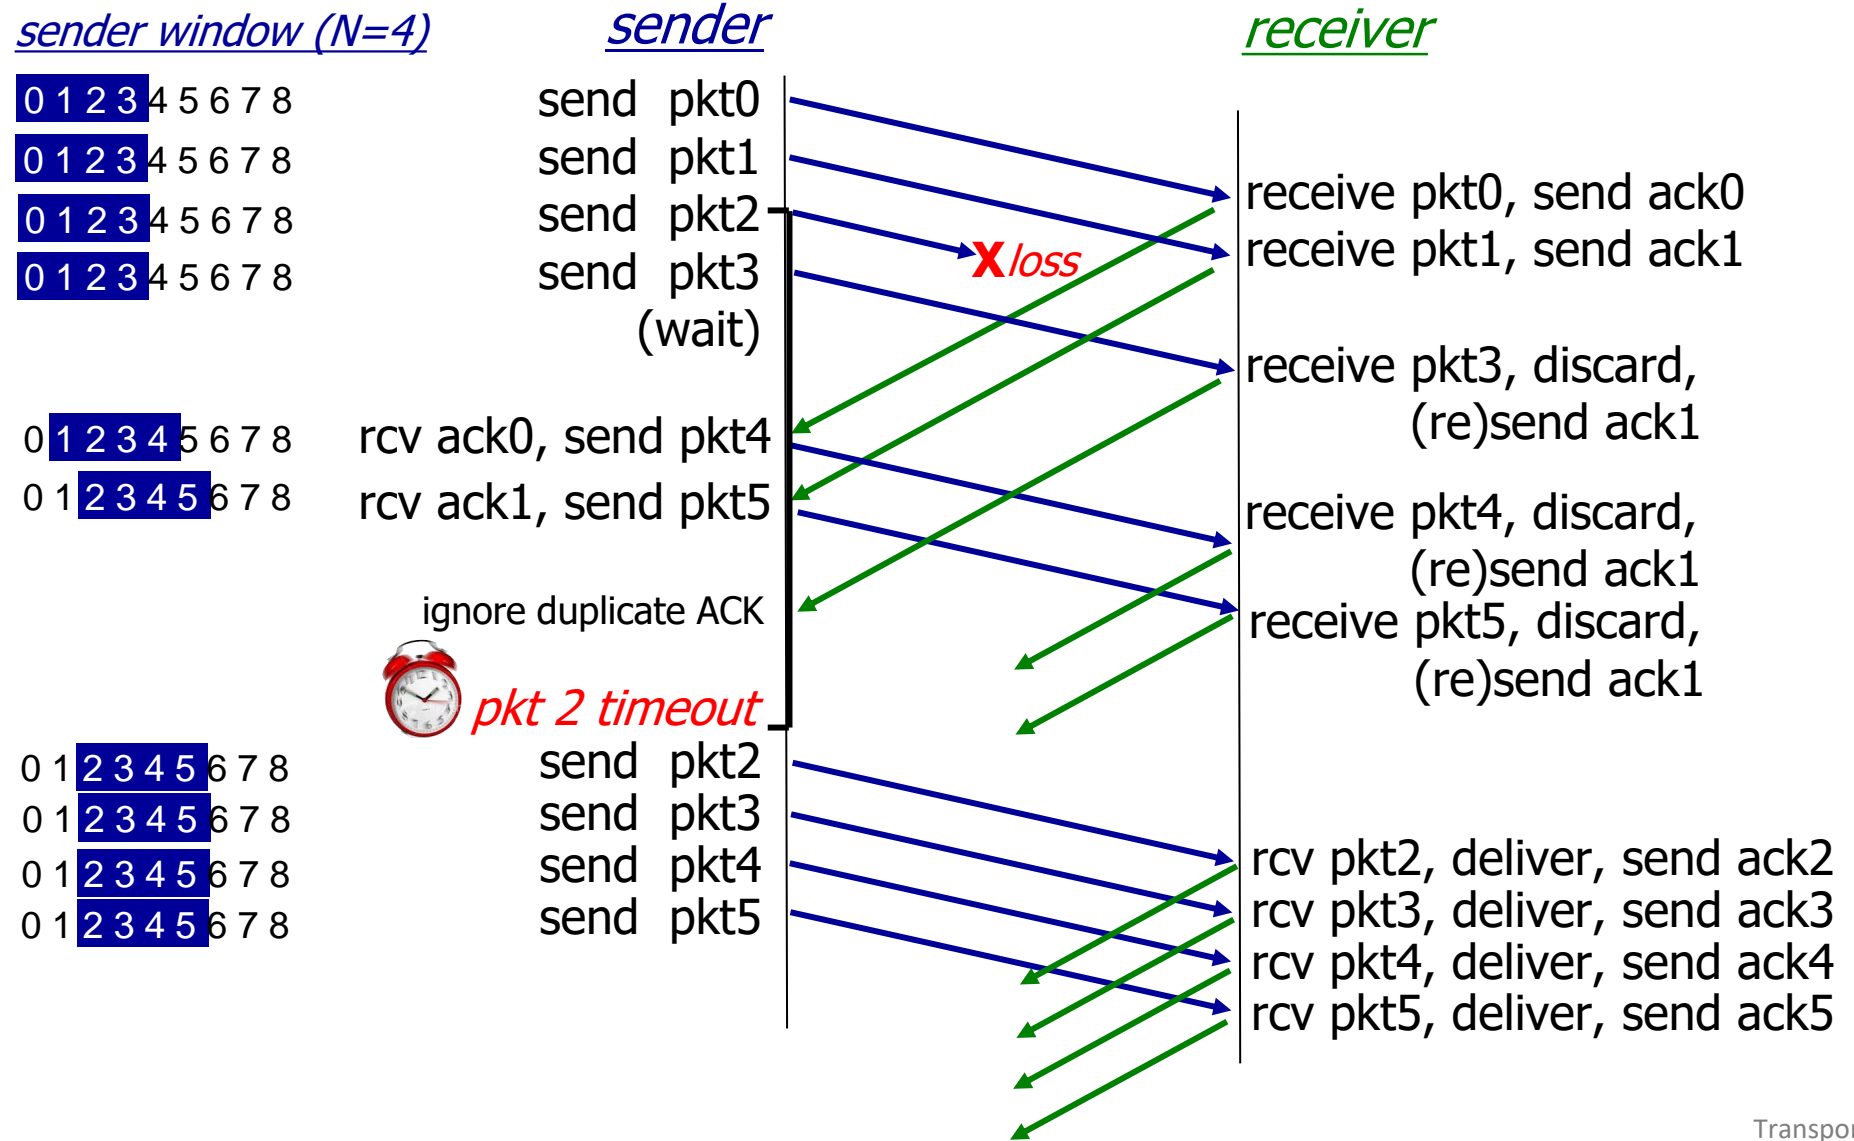 sender window (N=4)
sender
receiver
0 1 2 3 4 5 6 7 8
send pkt0
0 1 2 3 4 5 6 7 8
send pkt1
0 1 2 3 4 5 6 7 8
send pkt2
0 1 2 3 4 5 6 7 8
send pkt3
(wait)
X loss
receive pkt0, send ack0
receive pkt1, send ack1
receive pkt3, discard,
(re)send ack1
0 1 2 3 4 5 6 7 8
rcv ack0, send pkt4
0 1 2 3 4 5 6 7 8
rcv ack1, send pkt5
receive pkt4, discard,
(re)send ack1
ignore duplicate ACK
receive pkt5, discard,
(re)send ack1
pkt 2 timeout
0 1 2 3 4 5 6 7 8
send pkt2
0 1 2 3 4 5 6 7 8
send pkt3
0 1 2 3 4 5 6 7 8
send pkt4
0 1 2 3 4 5 6 7 8
send pkt5
rcv pkt2, deliver, send ack2
rcv pkt3, deliver, send ack3
rcv pkt4, deliver, send ack4
rcv pkt5, deliver, send ack5